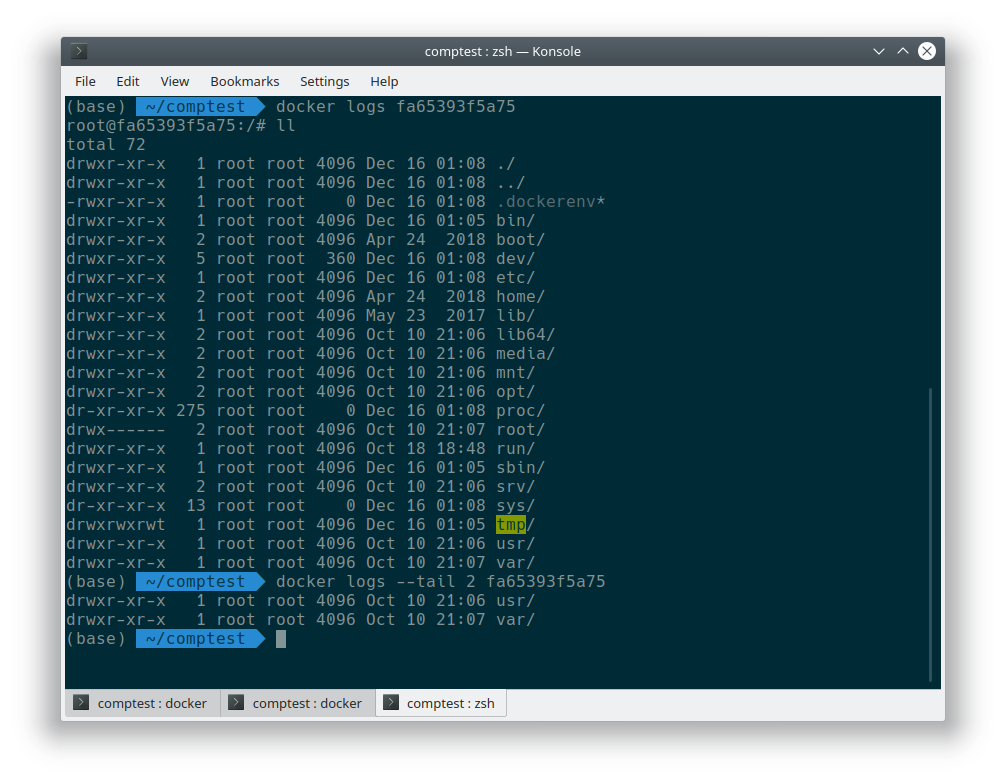 comptest : zsh — Konsole
File Edit View Bookmarks Settings Help
(base) ~/comptest docker logs fa65393f5a75
root@fa65393f5a75:/# ll
total 72
drwxr-xr-x   1 root root 4096 Dec 16 01:08 ./
drwxr-xr-x   1 root root 4096 Dec 16 01:08 ../
-rwxr-xr-x   1 root root    0 Dec 16 01:08 .dockerenv*
drwxr-xr-x   1 root root 4096 Dec 16 01:05 bin/
drwxr-xr-x   2 root root 4096 Apr 24  2018 boot/
drwxr-xr-x   5 root root  360 Dec 16 01:08 dev/
drwxr-xr-x   1 root root 4096 Dec 16 01:08 etc/
drwxr-xr-x   2 root root 4096 Apr 24  2018 home/
drwxr-xr-x   1 root root 4096 May 23  2017 lib/
drwxr-xr-x   2 root root 4096 Oct 10 21:06 lib64/
drwxr-xr-x   2 root root 4096 Oct 10 21:06 media/
drwxr-xr-x   2 root root 4096 Oct 10 21:06 mnt/
drwxr-xr-x   2 root root 4096 Oct 10 21:06 opt/
dr-xr-xr-x 275 root root    0 Dec 16 01:08 proc/
drwx------   2 root root 4096 Oct 10 21:07 root/
drwxr-xr-x   1 root root 4096 Oct 18 18:48 run/
drwxr-xr-x   1 root root 4096 Dec 16 01:05 sbin/
drwxr-xr-x   2 root root 4096 Oct 10 21:06 srv/
dr-xr-xr-x  13 root root    0 Dec 16 01:08 sys/
drwxrwxrwt   1 root root 4096 Dec 16 01:05 tmp/
drwxr-xr-x   1 root root 4096 Oct 10 21:06 usr/
drwxr-xr-x   1 root root 4096 Oct 10 21:07 var/
(base) ~/comptest docker logs --tail 2 fa65393f5a75
drwxr-xr-x   1 root root 4096 Oct 10 21:06 usr/
drwxr-xr-x   1 root root 4096 Oct 10 21:07 var/
(base) ~/comptest
comptest : docker comptest : docker comptest : zsh